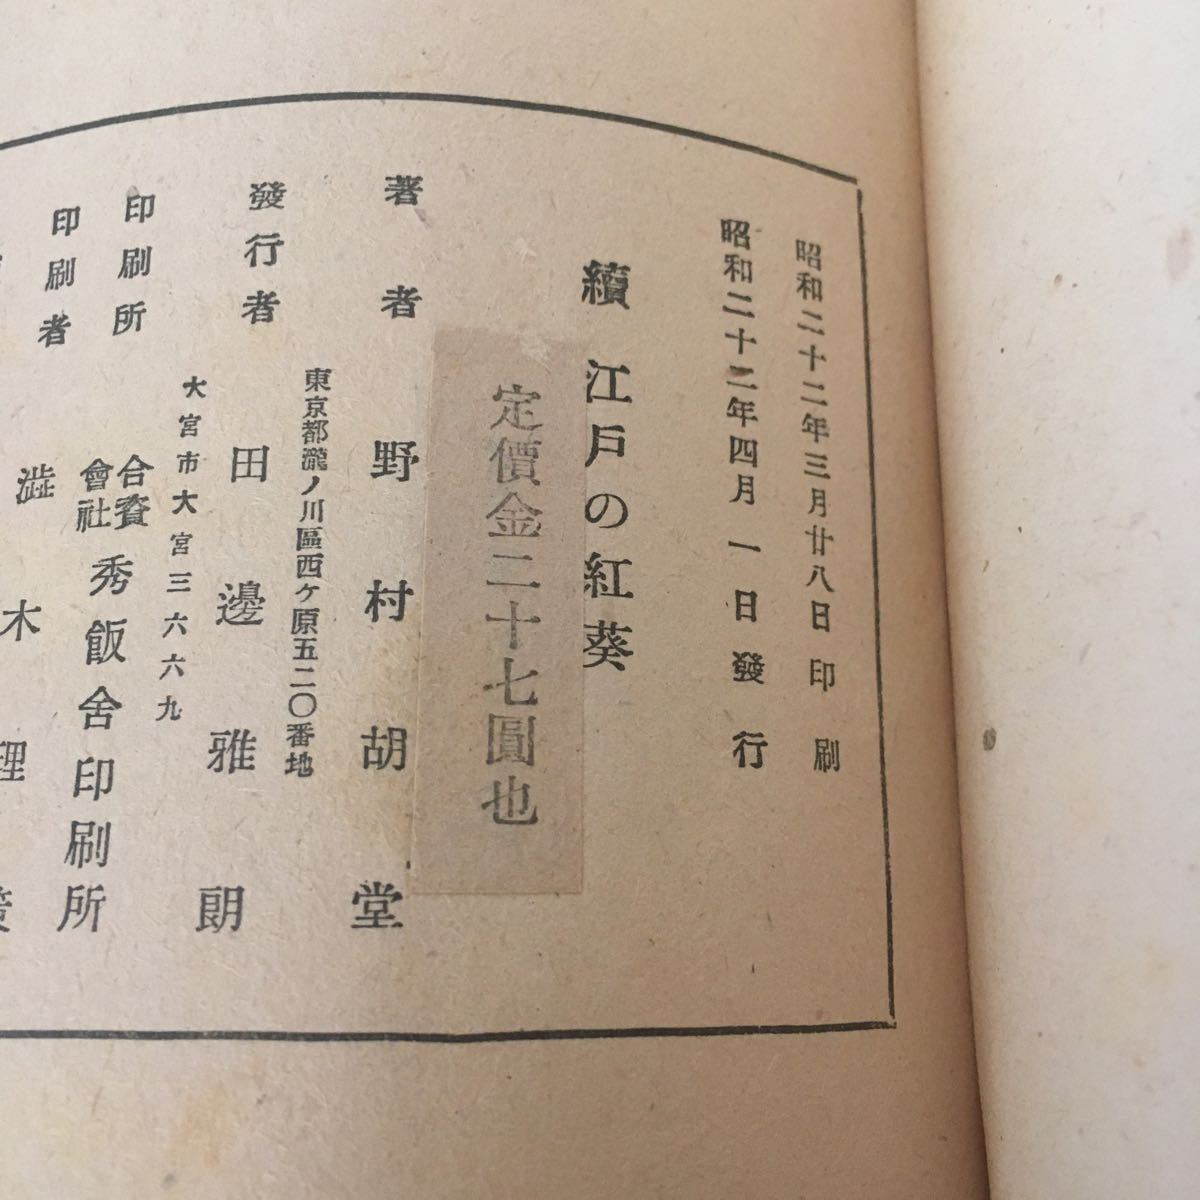 昭和二十二年三月廿八日印刷
昭和二十二年四月一日發行
續 江戸の紅葵
定價金二十七圓也
著者 野村胡堂
東京都瀧ノ川區西ケ原五二〇番地
發行者 田邊雅朗
大宮市大宮三六六九
印刷所 合資會社 秀飯舍印刷所
印刷者 澁木理